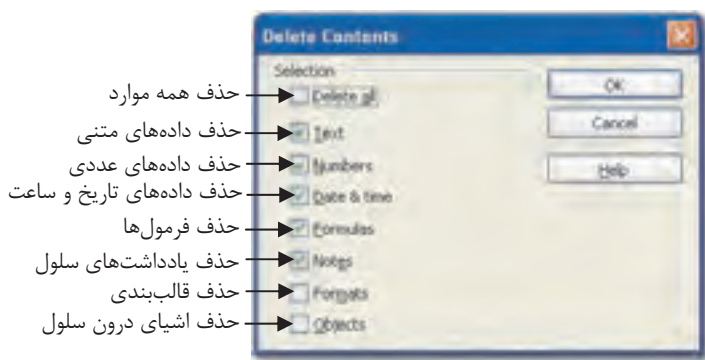 Delete Contents
Selection
OK
حذف همه موارد
Delete all
Cancel
حذف داده‌های متنی
Text
حذف داده‌های عددی
Numbers
Help
حذف داده‌های تاریخ و ساعت
Date & time
حذف فرمول‌ها
Formulas
حذف یادداشت‌های سلول
Notes
حذف قالب‌بندی
Formats
حذف اشیای درون سلول
Objects